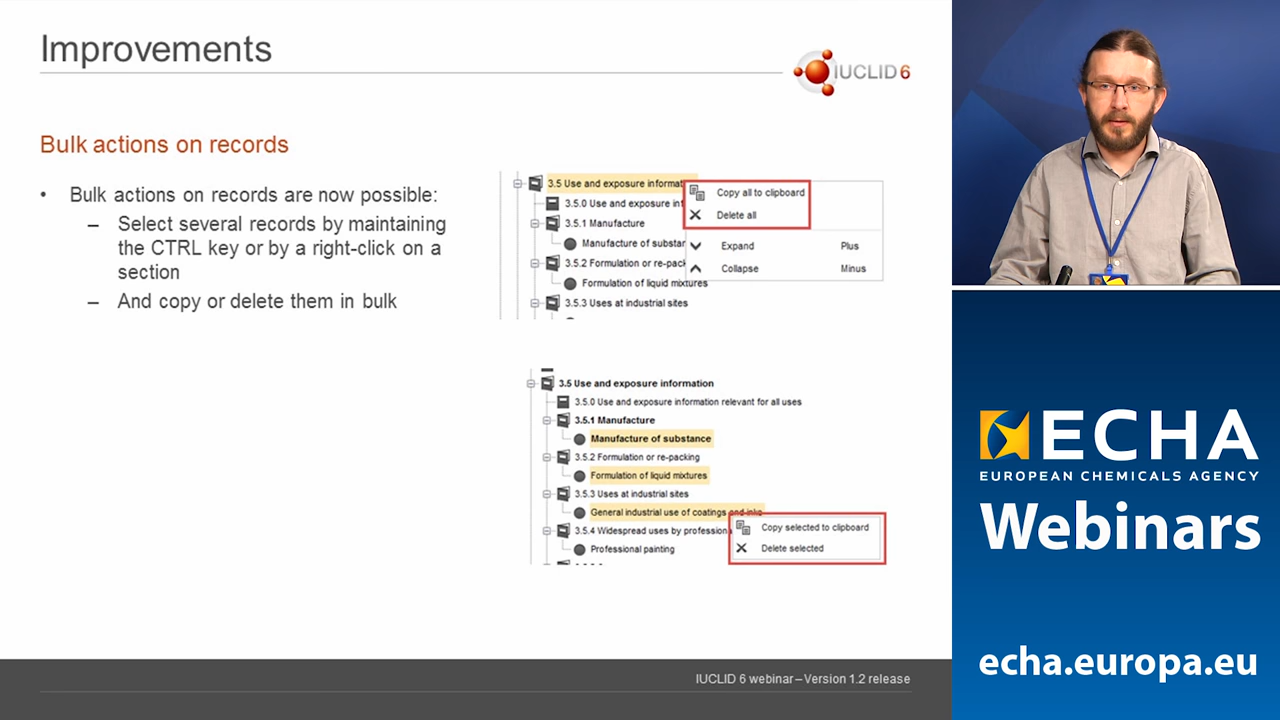 Improvements
IUCLID 6
Bulk actions on records
• Bulk actions on records are now possible:
– Select several records by maintaining
the CTRL key or by a right-click on a
section
– And copy or delete them in bulk
3.5 Use and exposure informat
3.5.0 Use and exposure inf
3.5.1 Manufacture
Manufacture of substar
3.5.2 Formulation or re-pack
Formulation of liquid mixtures
3.5.3 Uses at industrial sites
Copy all to clipboard
Delete all
Expand Plus
Collapse Minus
3.5 Use and exposure information
3.5.0 Use and exposure information relevant for all uses
3.5.1 Manufacture
Manufacture of substance
3.5.2 Formulation or re-packing
Formulation of liquid mixtures
3.5.3 Uses at industrial sites
General industrial use of coatings and inks
3.5.4 Widespread uses by professiona
Professional painting
Copy selected to clipboard
Delete selected
IUCLID 6 webinar – Version 1.2 release
ECHA
EUROPEAN CHEMICALS AGENCY
Webinars
echa.europa.eu